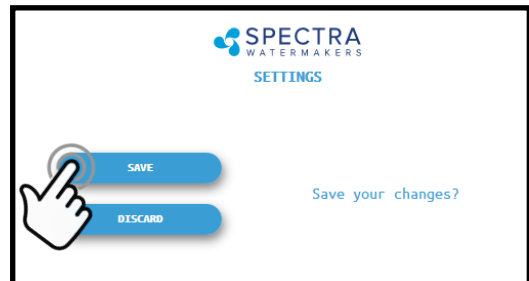 SPECTRA
WATERMAKERS
SETTINGS
SAVE
Save your changes?
DISCARD